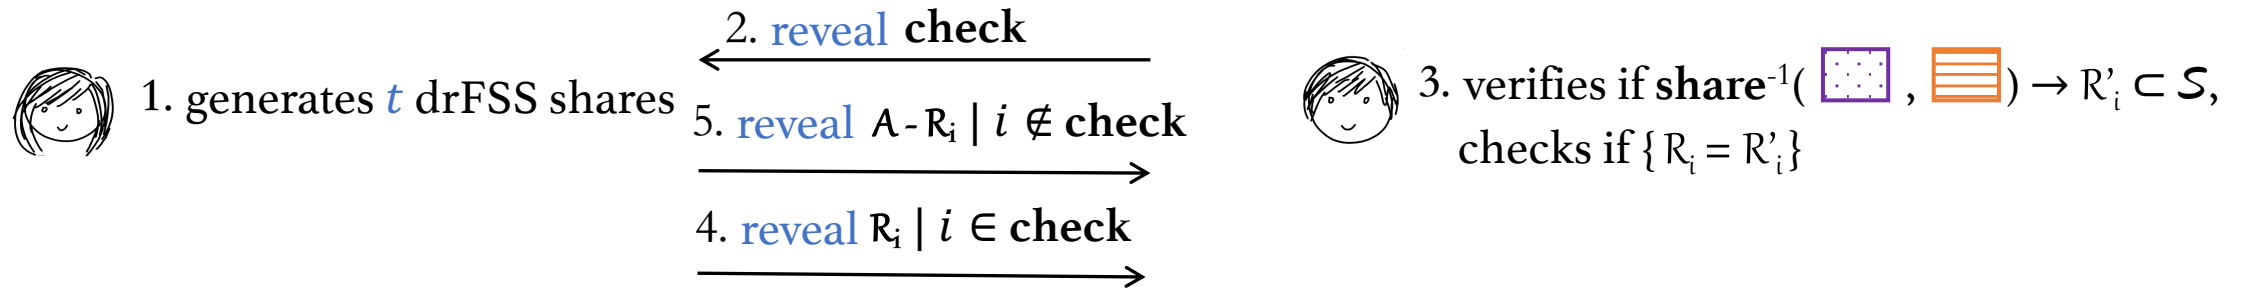 1. generates t drFSS shares
2. reveal check
5. reveal A - Ri | i ∉ check
4. reveal Ri | i ∈ check
3. verifies if share⁻¹( , ) → R’i ⊂ S,
checks if { Ri = R’i}